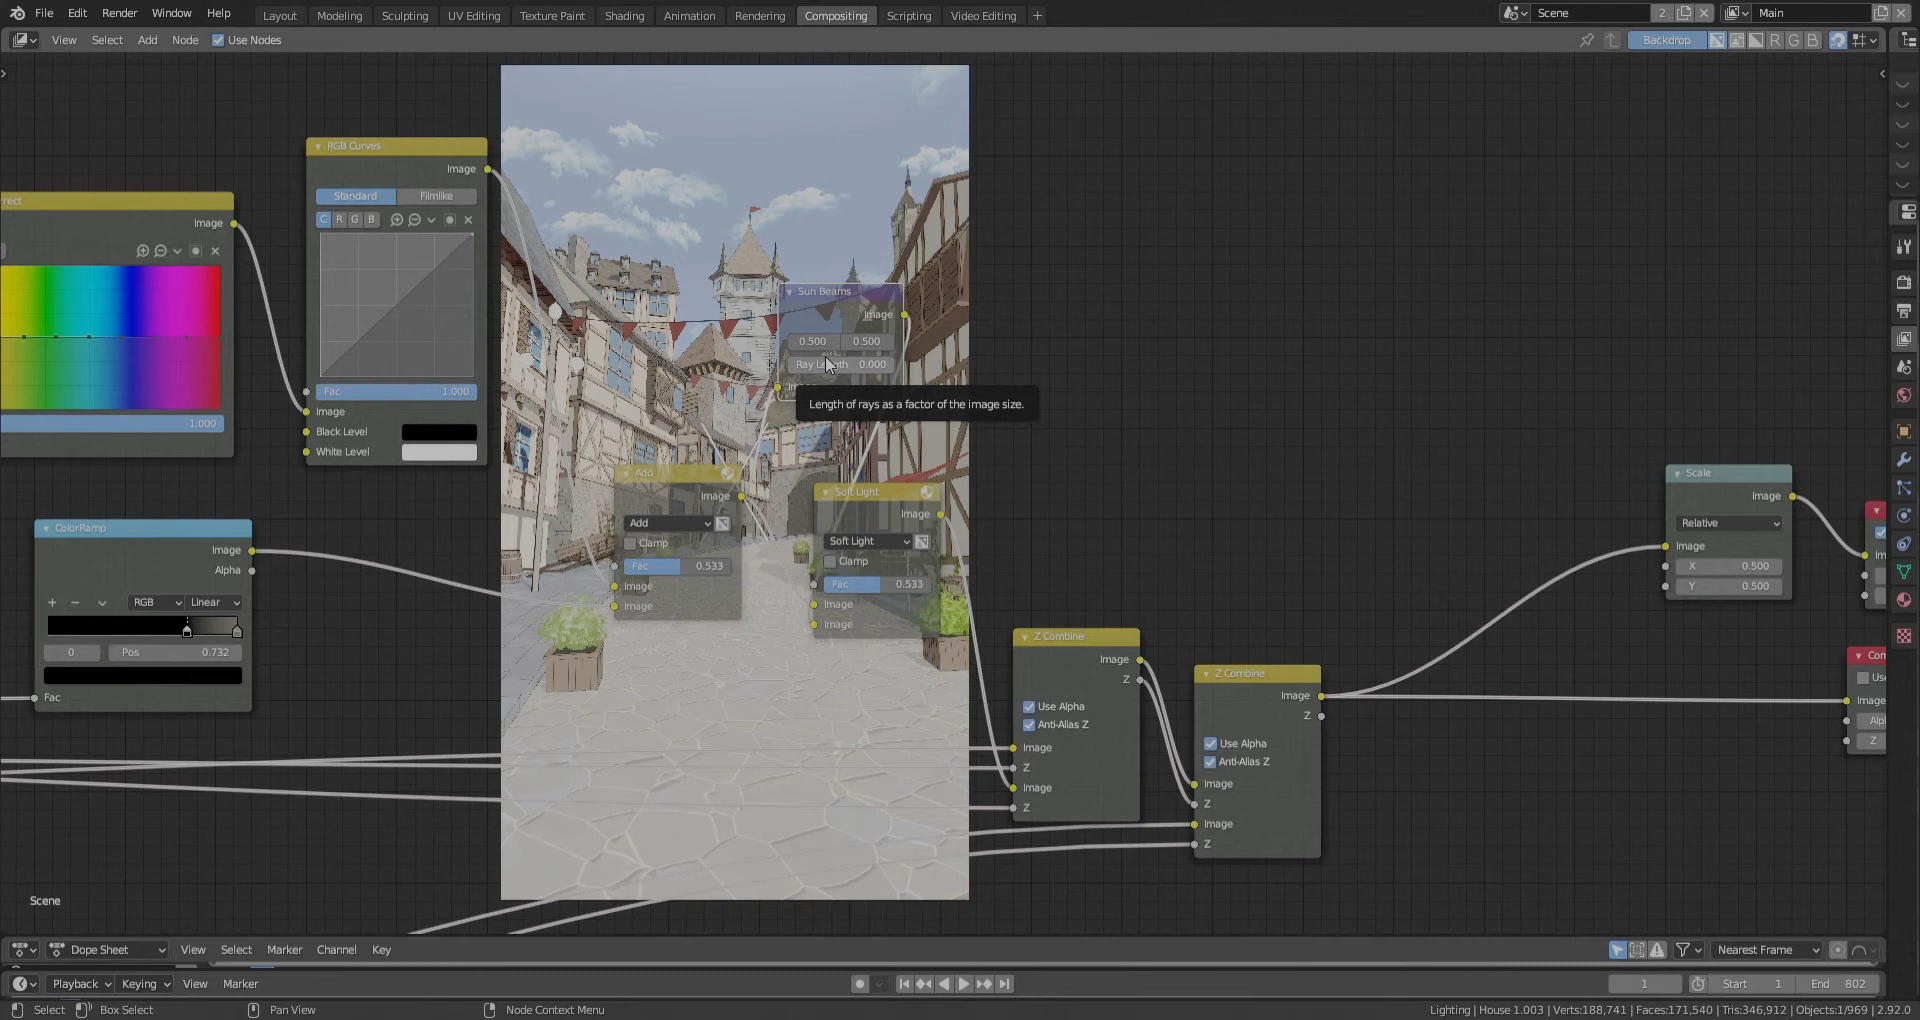 File Edit Render Window Help Layout Modeling Sculpting UV Editing Texture Paint Shading Animation Rendering Compositing Scripting Video Editing + Scene 2 Main
View Select Add Node Use Nodes Backdrop R G B
rrect
Image
1.000
RGB Curves
Image
Standard Filmlike
C R G B
Fac 1.000
Image
Black Level
White Level
Sun Beams
Image
0.500 0.500
Ray Length 0.000
Length of rays as a factor of the image size.
ColorRamp
Image
Alpha
RGB Linear
0 Pos 0.732
Fac
Add
Image
Add
Clamp
Fac 0.533
Image
Image
Soft Light
Image
Soft Light
Clamp
Fac 0.533
Image
Image
Z Combine
Image
Z
Use Alpha
Anti-Alias Z
Image
Z
Image
Z
Z Combine
Image
Z
Use Alpha
Anti-Alias Z
Image
Z
Image
Z
Scale
Image
Relative
Image
X 0.500
Y 0.500
Im
Com
Use
Image
Alp
Z
Scene
Dope Sheet View Select Marker Channel Key Nearest Frame
Playback Keying View Marker 1 Start 1 End 802
Select Box Select Pan View Node Context Menu Lighting | House 1.003 | Verts:188,741 | Faces:171,540 | Tris:346,912 | Objects:1/969 | 2.92.0